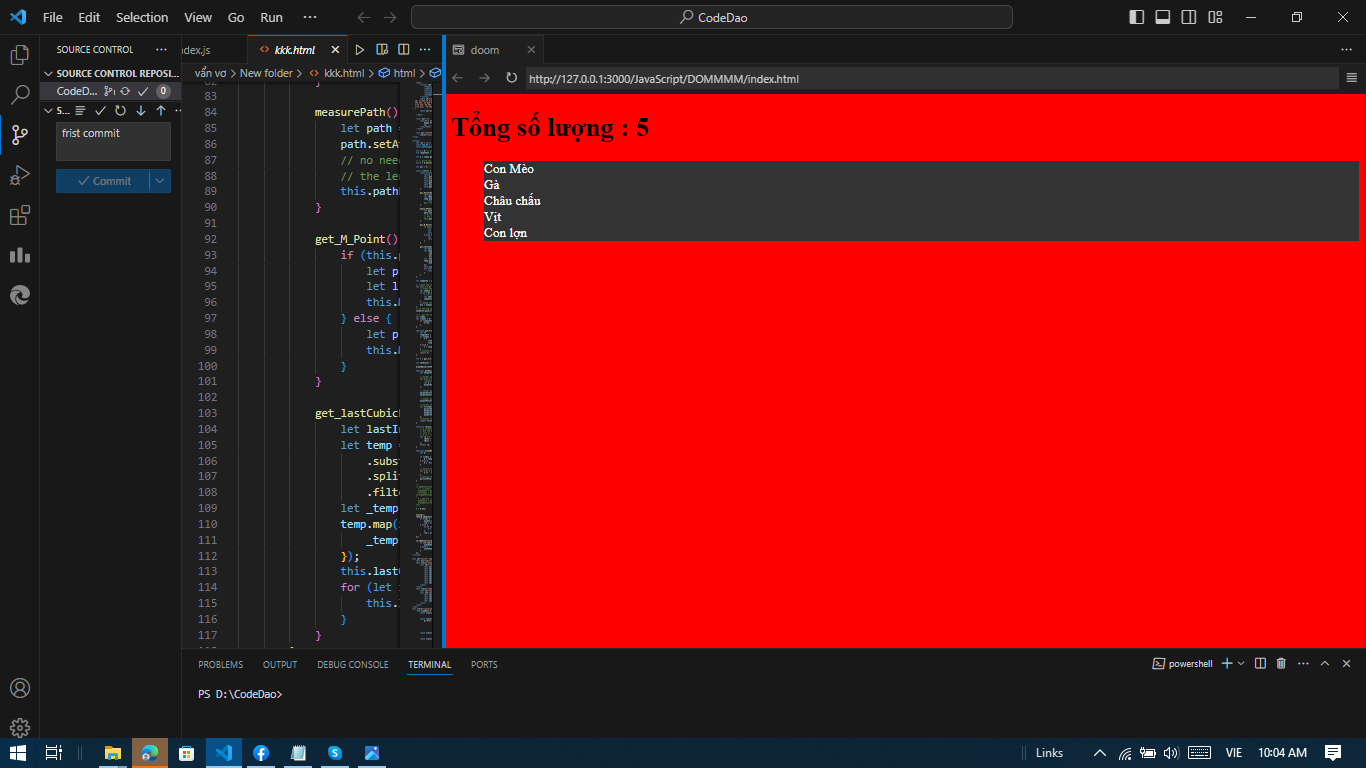 File Edit Selection View Go Run ··· CodeDao
SOURCE CONTROL ···
SOURCE CONTROL REPOSI...
CodeD... 0
S...
frist commit
Commit
ndex.js kkk.html ···
vẩn vơ > New folder > kkk.html > html >
83
84 measurePath()
85 let path =
86 path.setA
87 // no nee
88 // the le
89 this.path
90 }
91
92 get_M_Point()
93 if (this.
94 let p
95 let l
96 this.
97 } else {
98 let p
99 this.
100 }
101 }
102
103 get_lastCubic
104 let lastI
105 let temp =
106 .subst
107 .split
108 .filte
109 let _temp
110 temp.map(
111 _temp
112 });
113 this.last
114 for (let
115 this.
116 }
117 }
doom ···
http://127.0.0.1:3000/JavaScript/DOMMMM/index.html
Tổng số lượng : 5
Con Mèo
Gà
Châu chấu
Vịt
Con lợn
PROBLEMS OUTPUT DEBUG CONSOLE TERMINAL PORTS powershell ···
PS D:\CodeDao>
Links VIE 10:04 AM